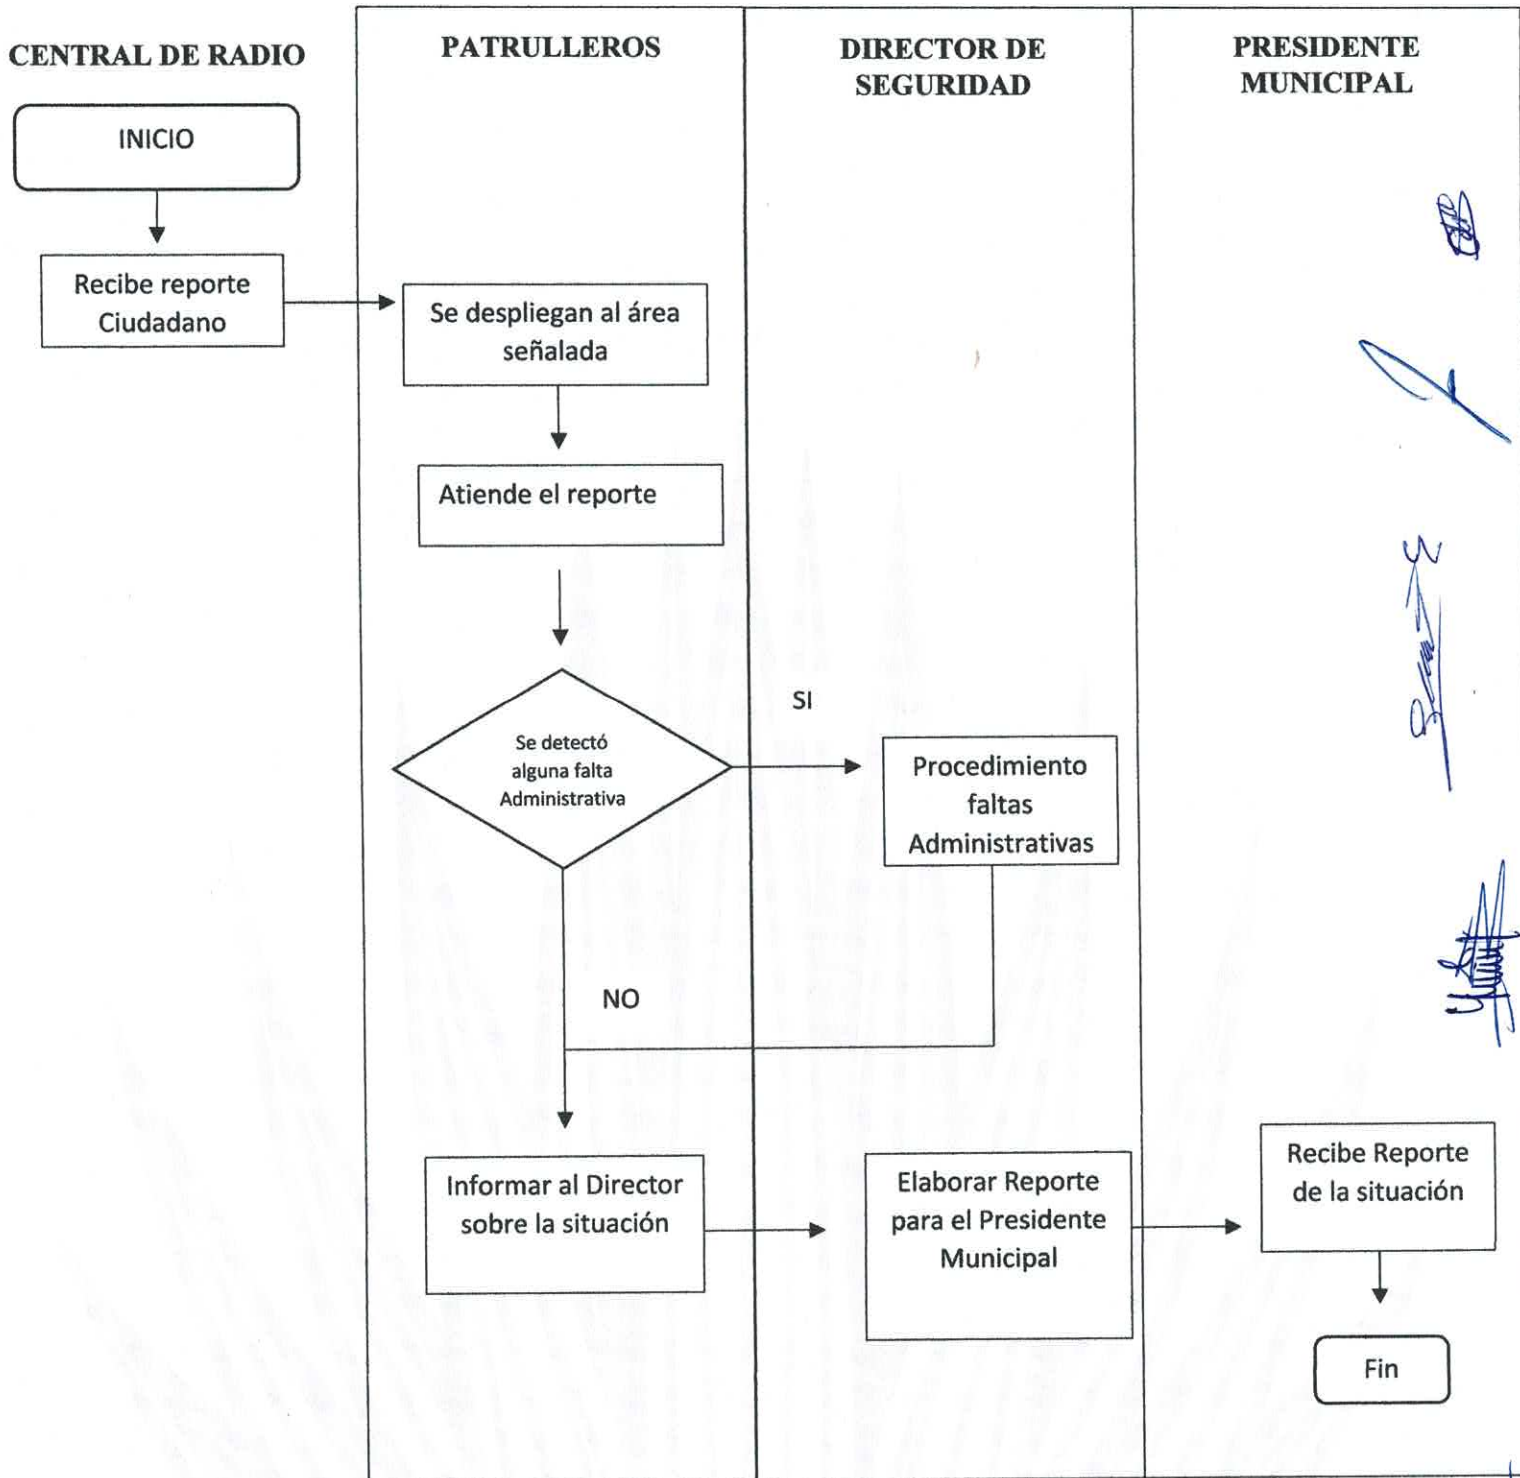 CENTRAL DE RADIO
PATRULLEROS
DIRECTOR DE
SEGURIDAD
PRESIDENTE
MUNICIPAL
INICIO
Recibe reporte
Ciudadano
Se despliegan al área
señalada
Atiende el reporte
Se detectó
alguna falta
Administrativa
SI
Procedimiento
faltas
Administrativas
NO
Informar al Director
sobre la situación
Elaborar Reporte
para el Presidente
Municipal
Recibe Reporte
de la situación
Fin